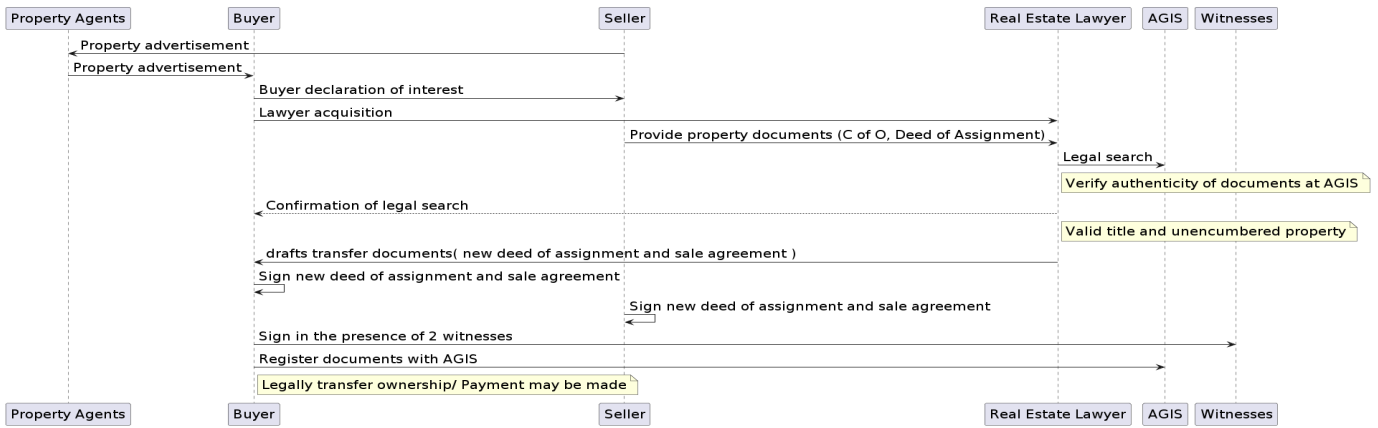 Property Agents Buyer Seller Real Estate Lawyer AGIS Witnesses
Property advertisement
Property advertisement
Buyer declaration of interest
Lawyer acquisition
Provide property documents (C of O, Deed of Assignment)
Legal search
Verify authenticity of documents at AGIS
Confirmation of legal search
Valid title and unencumbered property
drafts transfer documents( new deed of assignment and sale agreement )
Sign new deed of assignment and sale agreement
Sign new deed of assignment and sale agreement
Sign in the presence of 2 witnesses
Register documents with AGIS
Legally transfer ownership/ Payment may be made
Property Agents Buyer Seller Real Estate Lawyer AGIS Witnesses